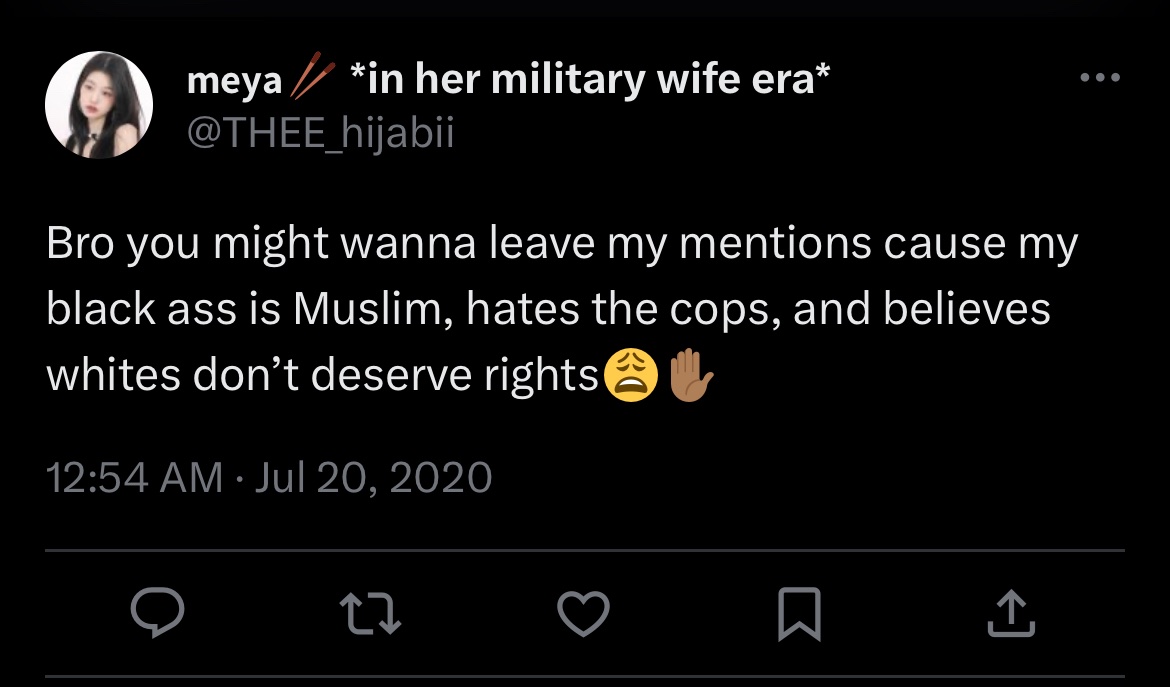 meya🥢 *in her military wife era*
@THEE_hijabii
Bro you might wanna leave my mentions cause my
black ass is Muslim, hates the cops, and believes
whites don’t deserve rights😩✋🏽
12:54 AM · Jul 20, 2020